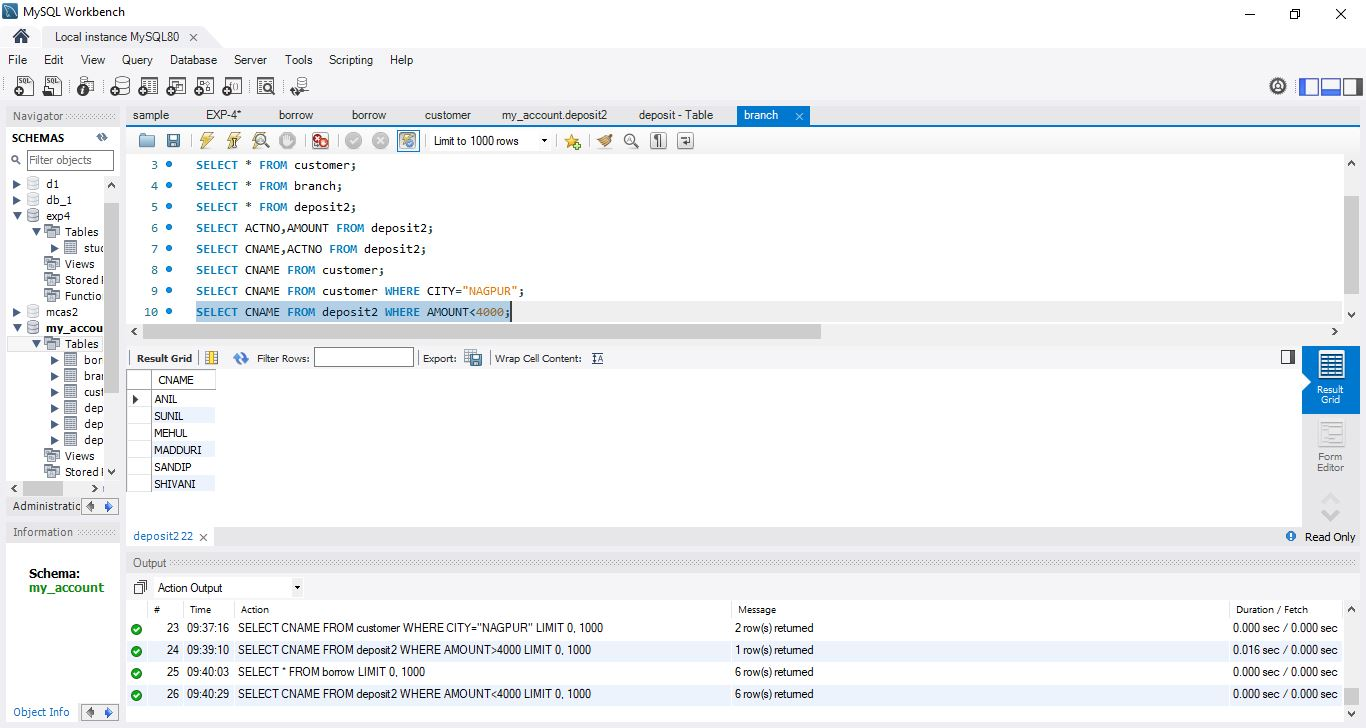 MySQL Workbench
Local instance MySQL80
File Edit View Query Database Server Tools Scripting Help
Navigator
SCHEMAS
Filter objects
d1
db_1
exp4
Tables
stud
Views
Stored P
Functio
mcas2
my_accou
Tables
bor
bran
cust
dep
dep
dep
Views
Stored P
Administratic
Information
Schema:
my_account
Object Info
sample EXP-4* borrow borrow customer my_account.deposit2 deposit - Table branch
Limit to 1000 rows
3 SELECT * FROM customer;
4 SELECT * FROM branch;
5 SELECT * FROM deposit2;
6 SELECT ACTNO,AMOUNT FROM deposit2;
7 SELECT CNAME,ACTNO FROM deposit2;
8 SELECT CNAME FROM customer;
9 SELECT CNAME FROM customer WHERE CITY="NAGPUR";
10 SELECT CNAME FROM deposit2 WHERE AMOUNT<4000;
Result Grid Filter Rows: Export: Wrap Cell Content:
CNAME
ANIL
SUNIL
MEHUL
MADDURI
SANDIP
SHIVANI
Result
Grid
Form
Editor
deposit2 22
Read Only
Output
Action Output
# Time Action Message Duration / Fetch
23 09:37:16 SELECT CNAME FROM customer WHERE CITY="NAGPUR" LIMIT 0, 1000 2 row(s) returned 0.000 sec / 0.000 sec
24 09:39:10 SELECT CNAME FROM deposit2 WHERE AMOUNT>4000 LIMIT 0, 1000 1 row(s) returned 0.016 sec / 0.000 sec
25 09:40:03 SELECT * FROM borrow LIMIT 0, 1000 6 row(s) returned 0.000 sec / 0.000 sec
26 09:40:29 SELECT CNAME FROM deposit2 WHERE AMOUNT<4000 LIMIT 0, 1000 6 row(s) returned 0.000 sec / 0.000 sec